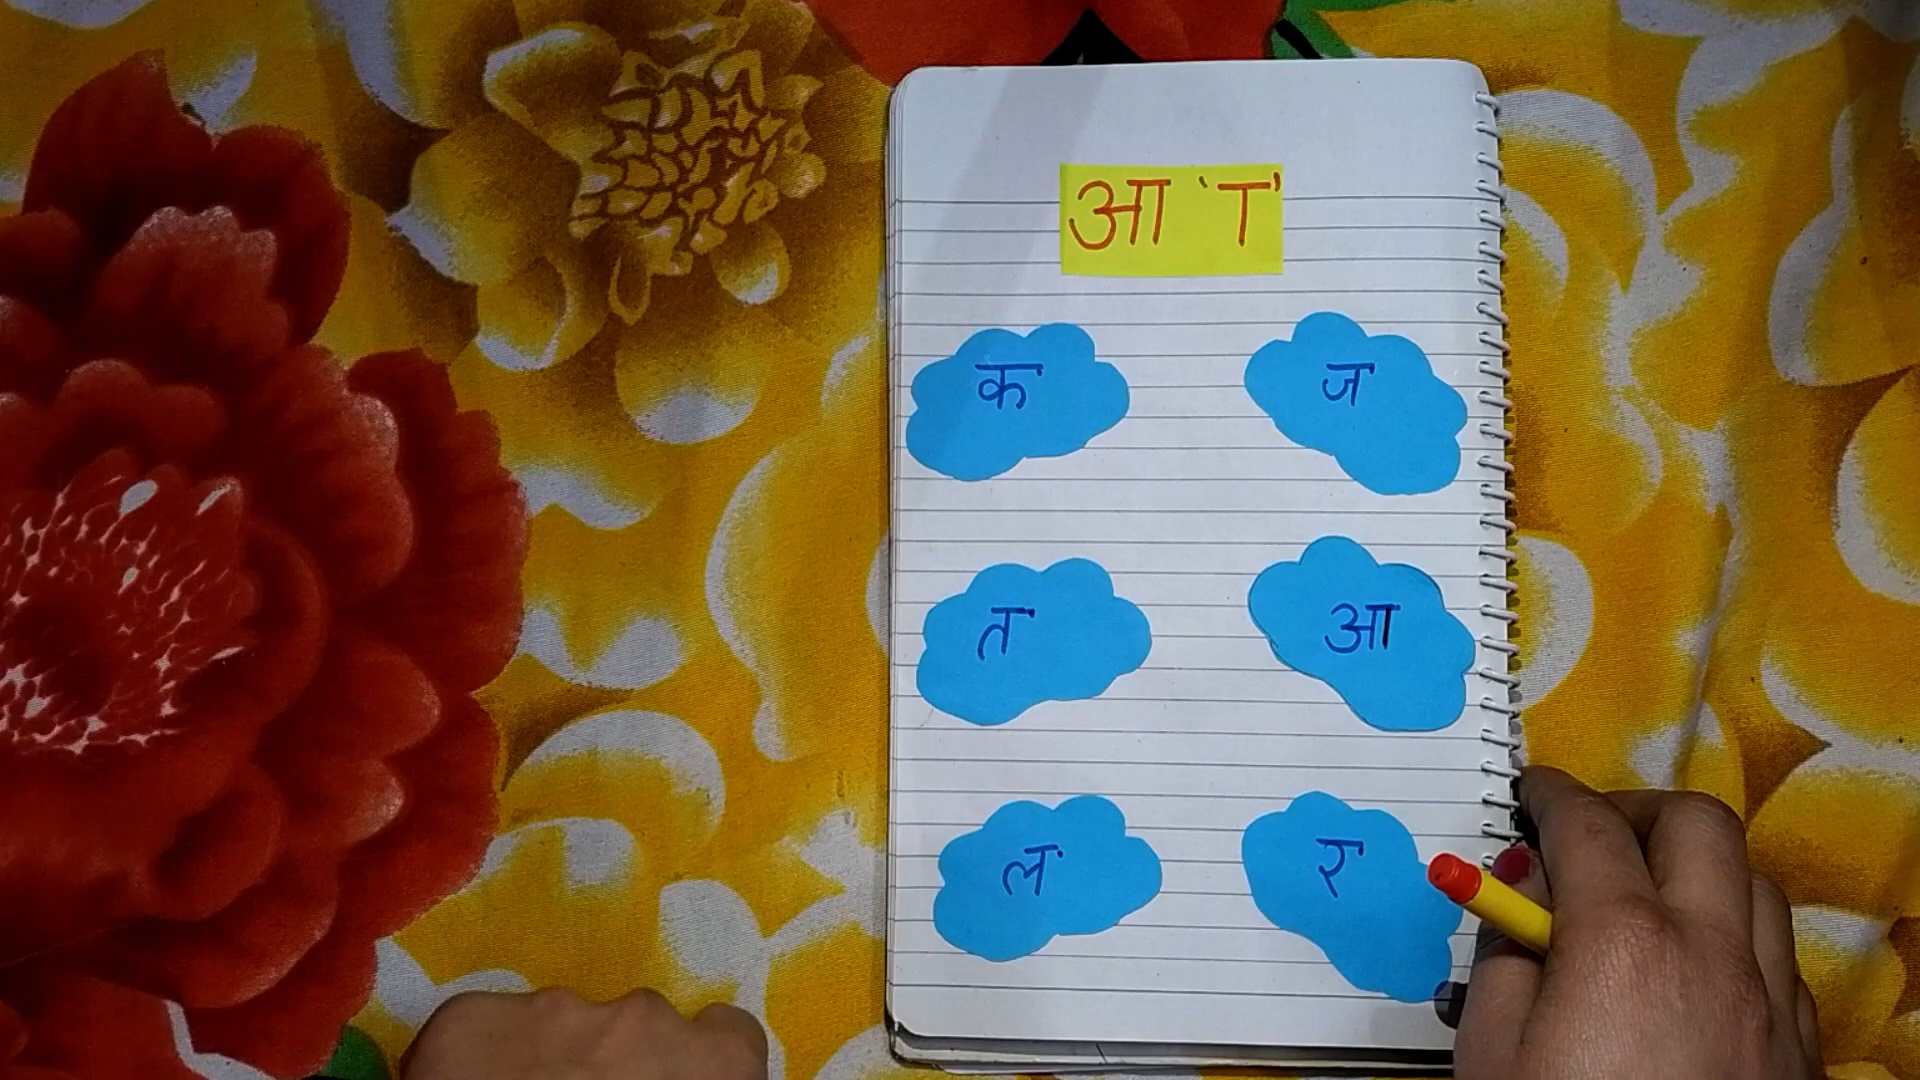 आ 'ा'
क ज
त आ
ल र